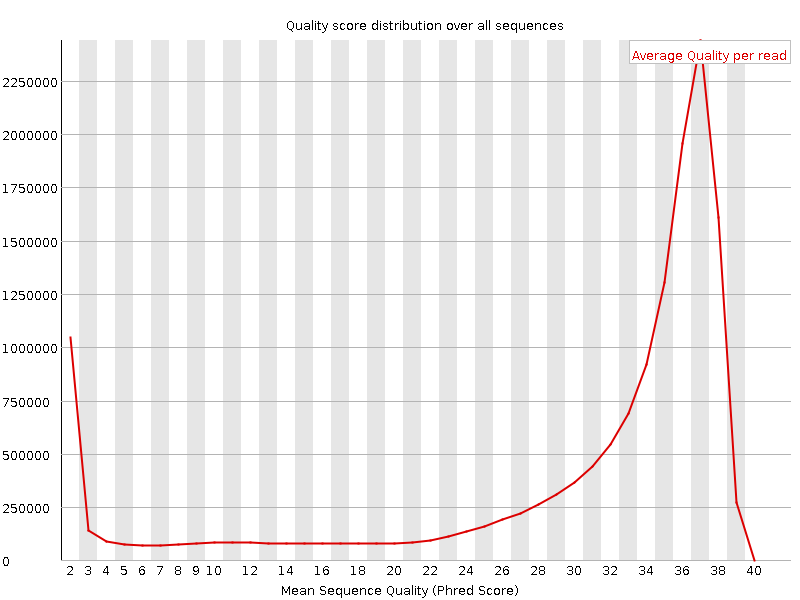 Quality score distribution over all sequences
Average Quality per read
2250000
2000000
1750000
1500000
1250000
1000000
750000
500000
250000
0
2 3 4 5 6 7 8 9 10 12 14 16 18 20 22 24 26 28 30 32 34 36 38 40
Mean Sequence Quality (Phred Score)